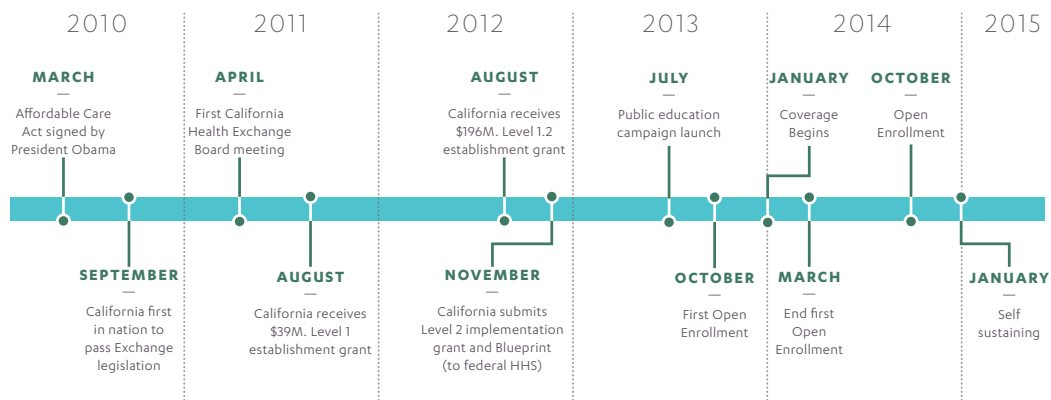 2010
2011
2012
2013
2014
2015
MARCH
Affordable Care
Act signed by
President Obama
APRIL
First California
Health Exchange
Board meeting
AUGUST
California receives
$196M. Level 1.2
establishment grant
JULY
Public education
campaign launch
JANUARY
Coverage
Begins
OCTOBER
Open
Enrollment
SEPTEMBER
California first
in nation to
pass Exchange
legislation
AUGUST
California receives
$39M. Level 1
establishment grant
NOVEMBER
California submits
Level 2 implementation
grant and Blueprint
(to federal HHS)
OCTOBER
First Open
Enrollment
MARCH
End first
Open
Enrollment
JANUARY
Self
sustaining